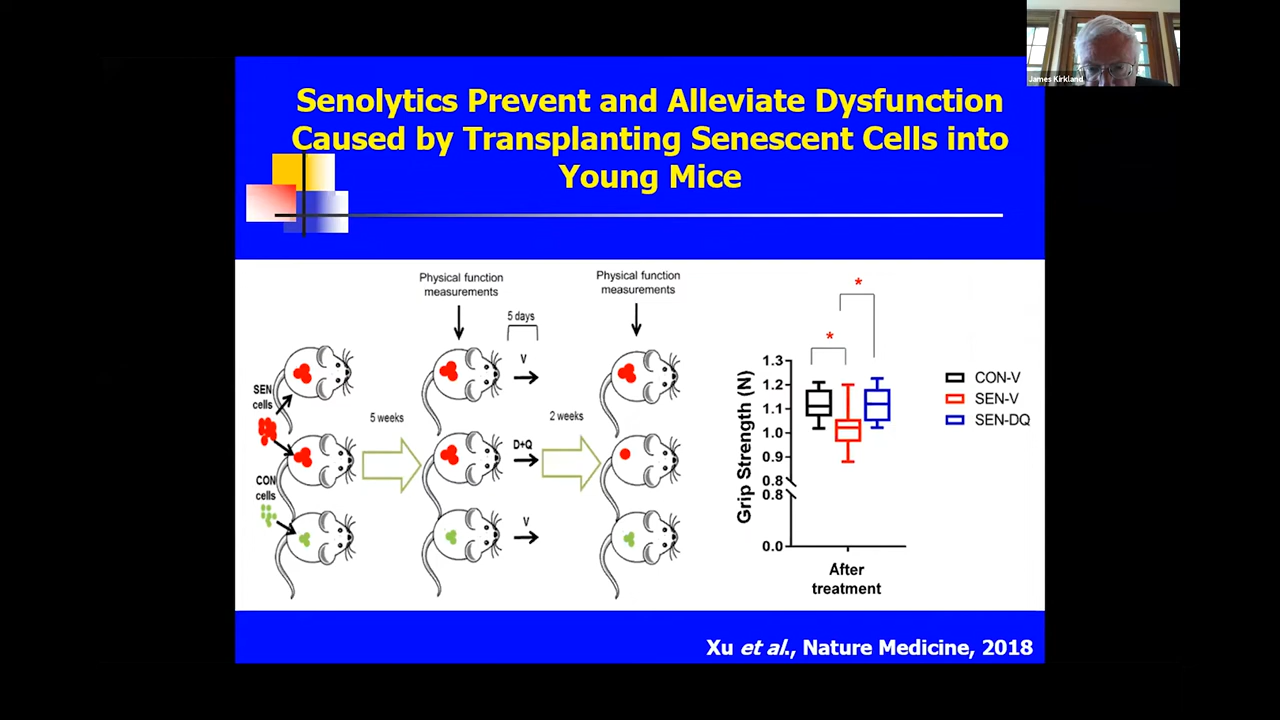 James Kirkland
Senolytics Prevent and Alleviate Dysfunction
Caused by Transplanting Senescent Cells into
Young Mice
Physical function
measurements
Physical function
measurements
5 days
V
SEN
cells
5 weeks
2 weeks
D+Q
CON
cells
V
*
*
1.3
1.2
1.1
1.0
0.9
0.8
0.8
0.0
Grip Strength (N)
After
treatment
CON-V
SEN-V
SEN-DQ
Xu et al., Nature Medicine, 2018